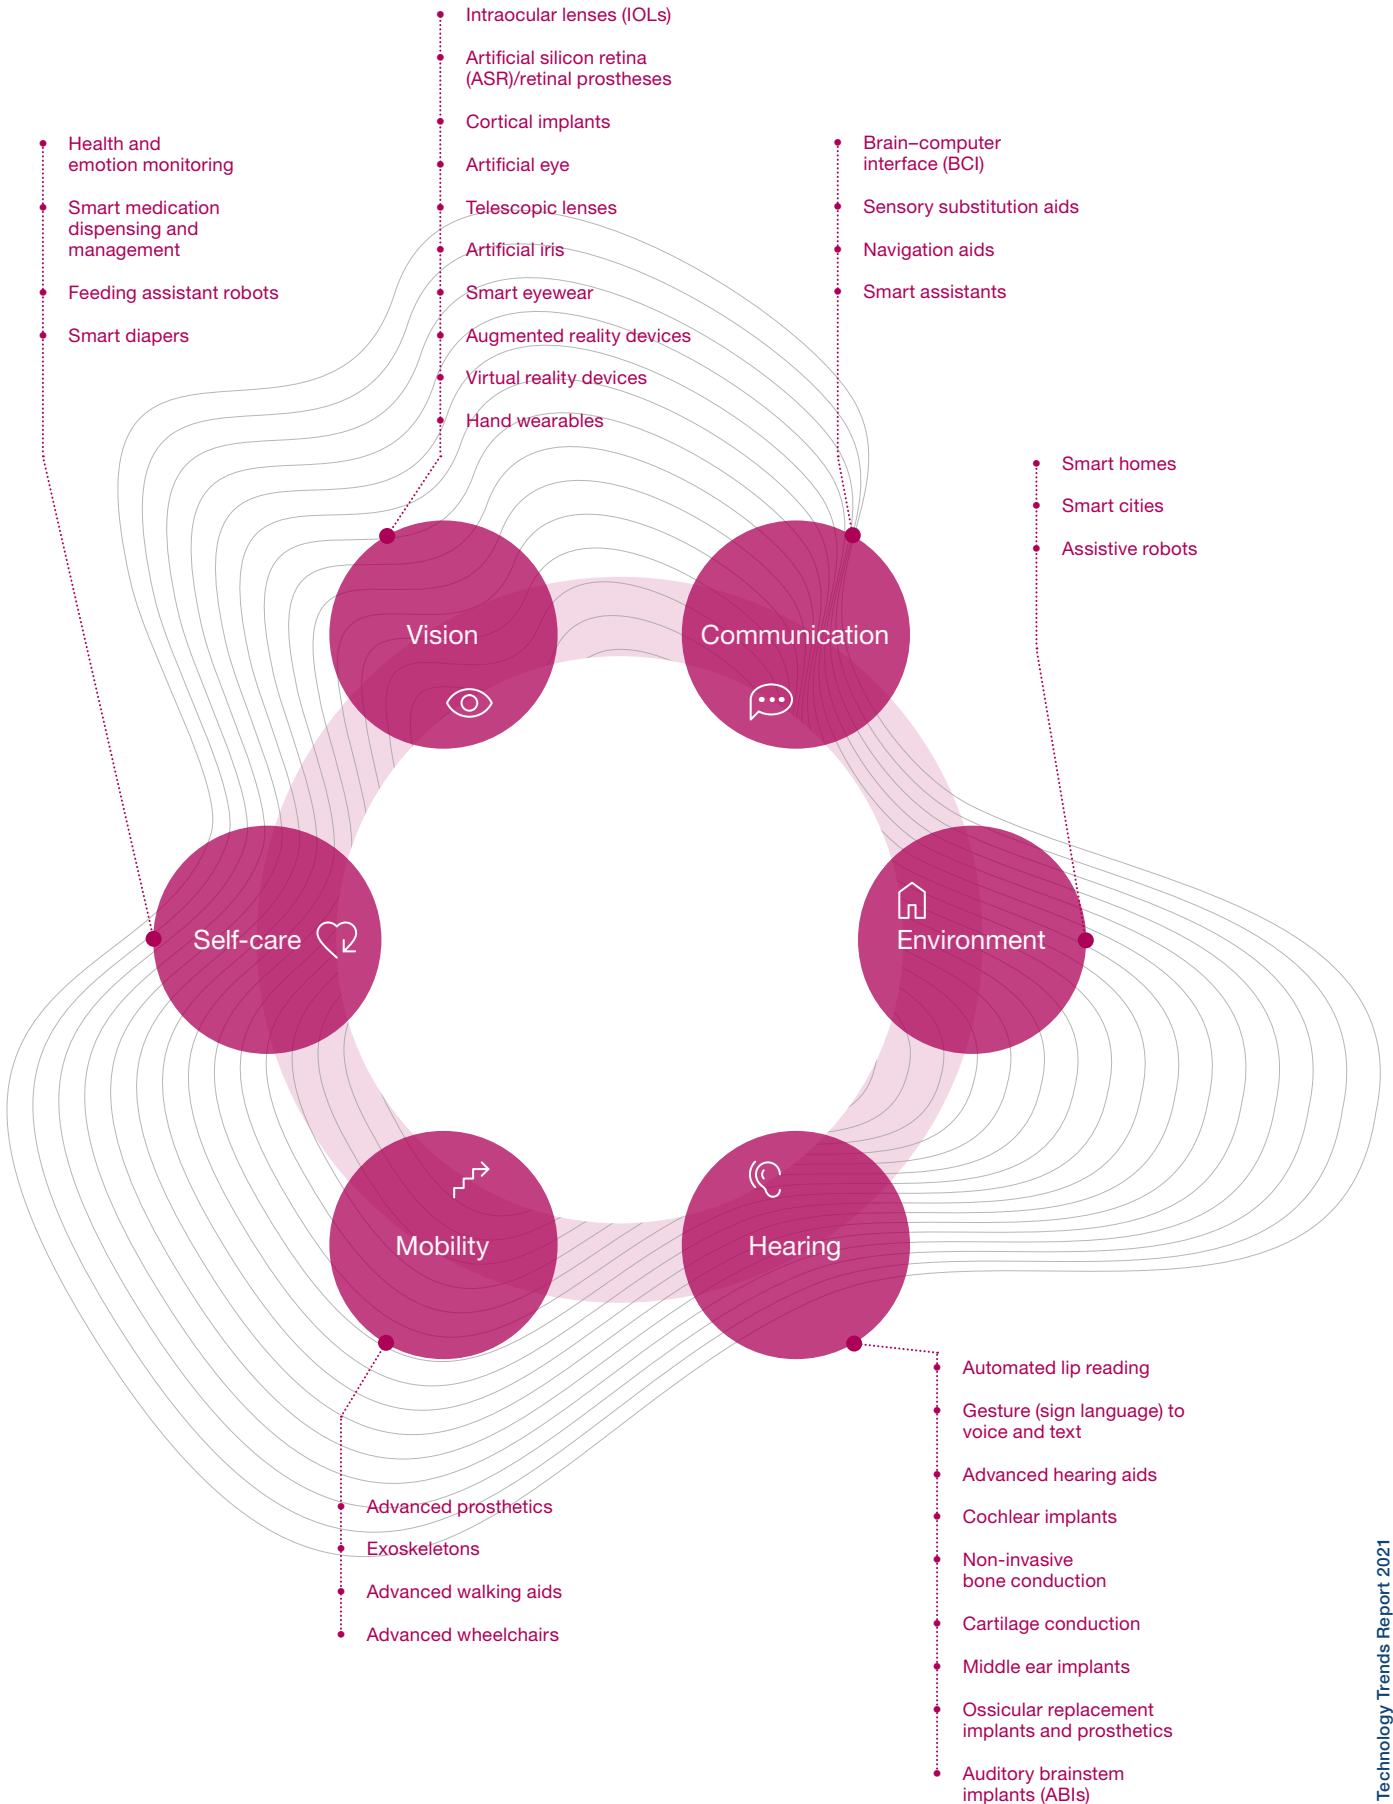 Intraocular lenses (IOLs)
Artificial silicon retina
(ASR)/retinal prostheses
Cortical implants
Artificial eye
Telescopic lenses
Artificial iris
Smart eyewear
Augmented reality devices
Virtual reality devices
Hand wearables
Health and
emotion monitoring
Smart medication
dispensing and
management
Feeding assistant robots
Smart diapers
Brain–computer
interface (BCI)
Sensory substitution aids
Navigation aids
Smart assistants
Smart homes
Smart cities
Assistive robots
Vision
Communication
Self-care
Environment
Mobility
Hearing
Advanced prosthetics
Exoskeletons
Advanced walking aids
Advanced wheelchairs
Automated lip reading
Gesture (sign language) to
voice and text
Advanced hearing aids
Cochlear implants
Non-invasive
bone conduction
Cartilage conduction
Middle ear implants
Ossicular replacement
implants and prosthetics
Auditory brainstem
implants (ABIs)
Technology Trends Report 2021